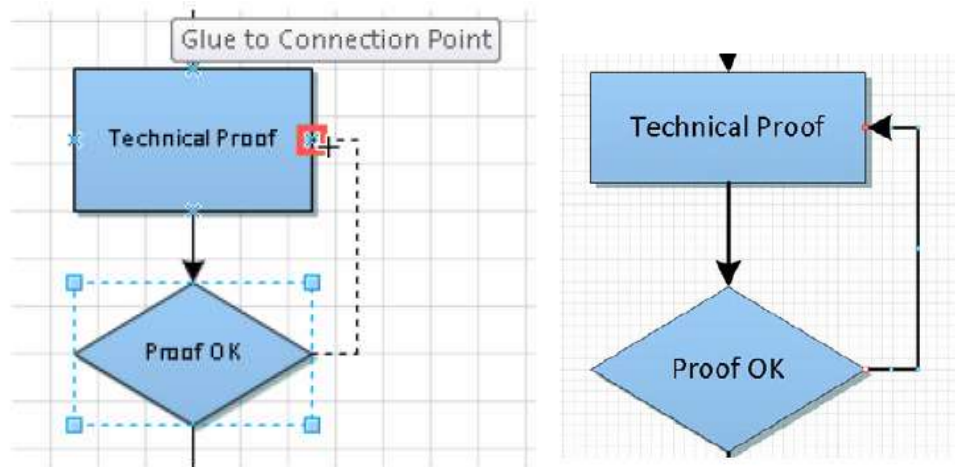 Glue to Connection Point
Technical Proof
Proof OK
Technical Proof
Proof OK